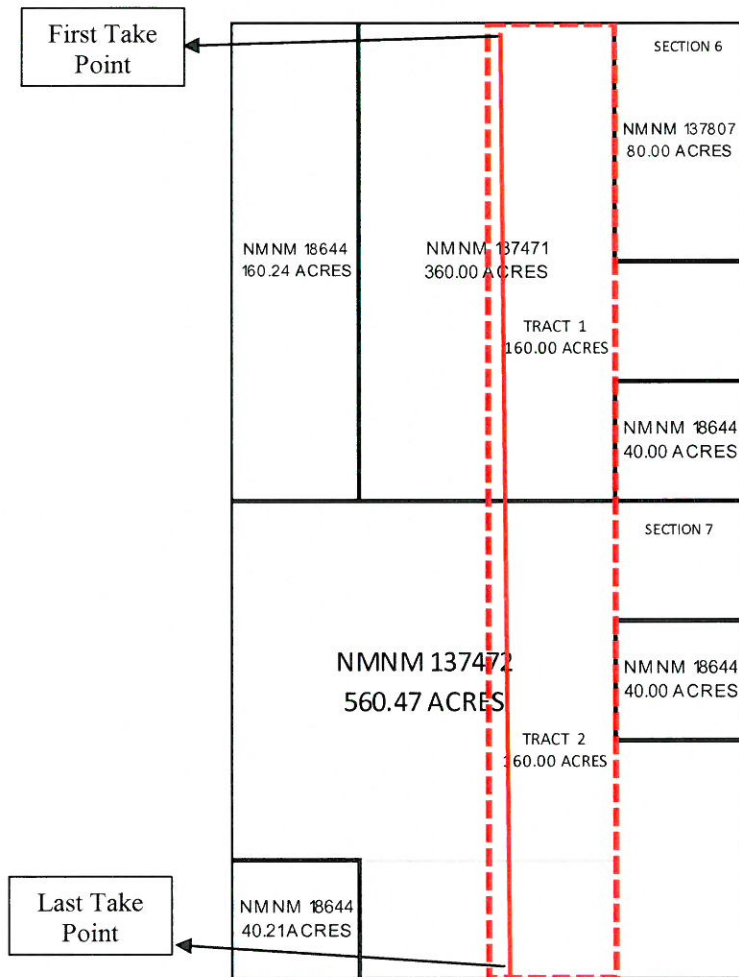 First Take
Point
SECTION 6
NMNM 137807
80.00 ACRES
NMNM 18644
160.24 ACRES
NMNM 137471
360.00 ACRES
TRACT 1
160.00 ACRES
NMNM 18644
40.00 ACRES
SECTION 7
NMNM 137472
560.47 ACRES
NMNM 18644
40.00 ACRES
TRACT 2
160.00 ACRES
Last Take
Point
NMNM 18644
40.21 ACRES